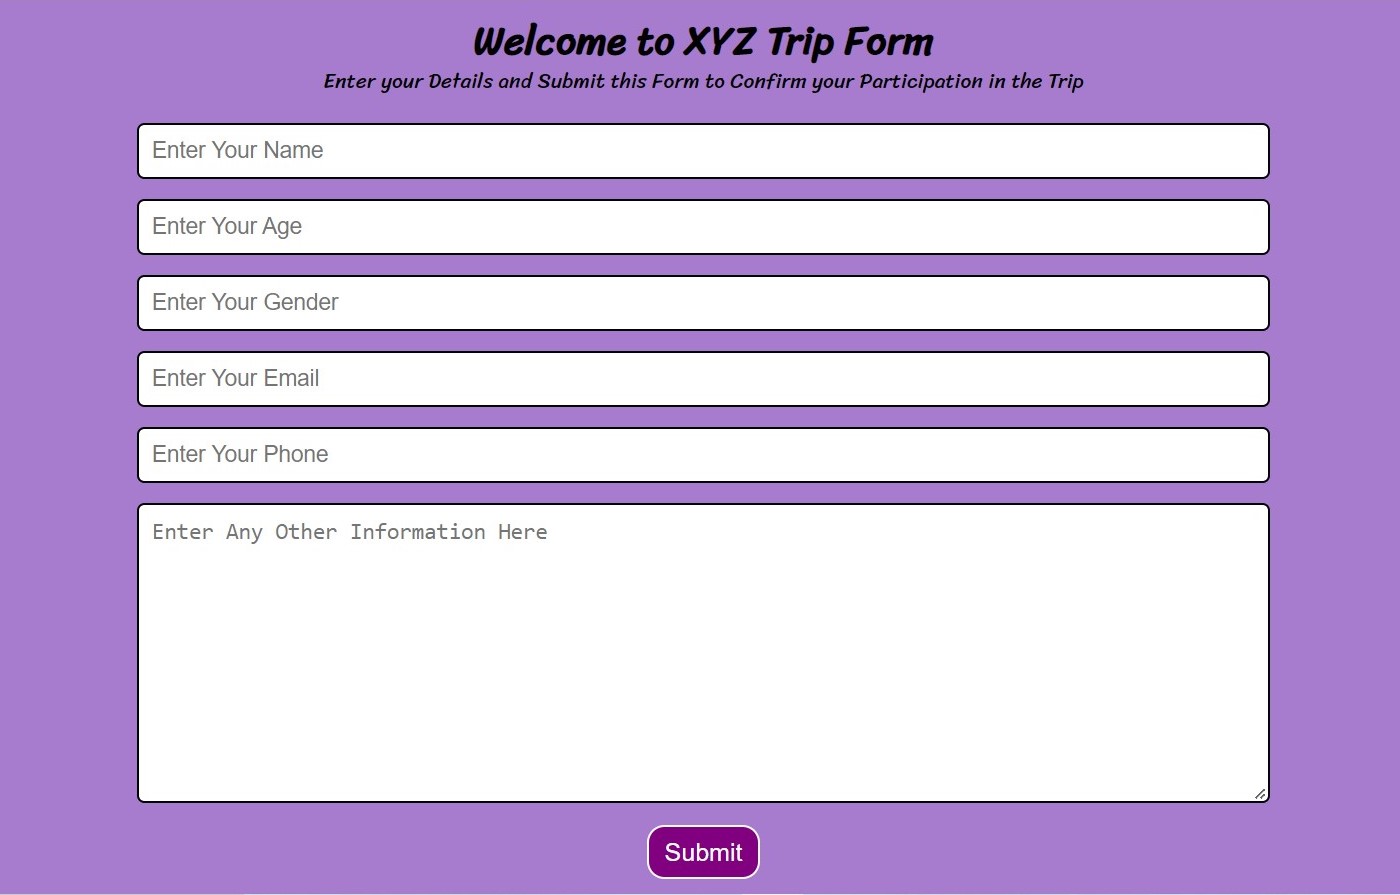 Welcome to XYZ Trip Form
Enter your Details and Submit this Form to Confirm your Participation in the Trip
Enter Your Name
Enter Your Age
Enter Your Gender
Enter Your Email
Enter Your Phone
Enter Any Other Information Here
Submit